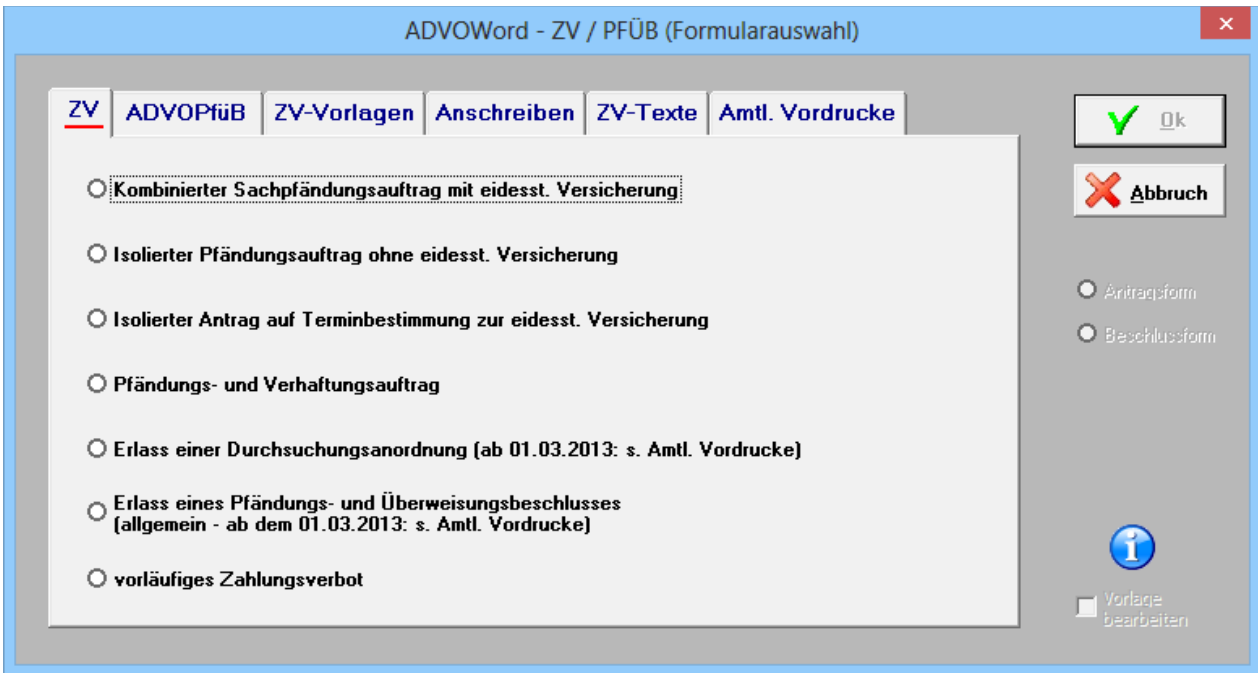 ADVOWord - ZV / PFÜB (Formularauswahl)
ZV
ADVOPfüB
ZV-Vorlagen
Anschreiben
ZV-Texte
Amtl. Vordrucke
Ok
Abbruch
Kombinierter Sachpfändungsauftrag mit eidesst. Versicherung
Isolierter Pfändungsauftrag ohne eidesst. Versicherung
Isolierter Antrag auf Terminbestimmung zur eidesst. Versicherung
Pfändungs- und Verhaftungsauftrag
Erlass einer Durchsuchungsanordnung (ab 01.03.2013: s. Amtl. Vordrucke)
Erlass eines Pfändungs- und Überweisungsbeschlusses
(allgemein - ab dem 01.03.2013: s. Amtl. Vordrucke)
vorläufiges Zahlungsverbot
Antragsform
Beschlussform
Vorlage
bearbeiten